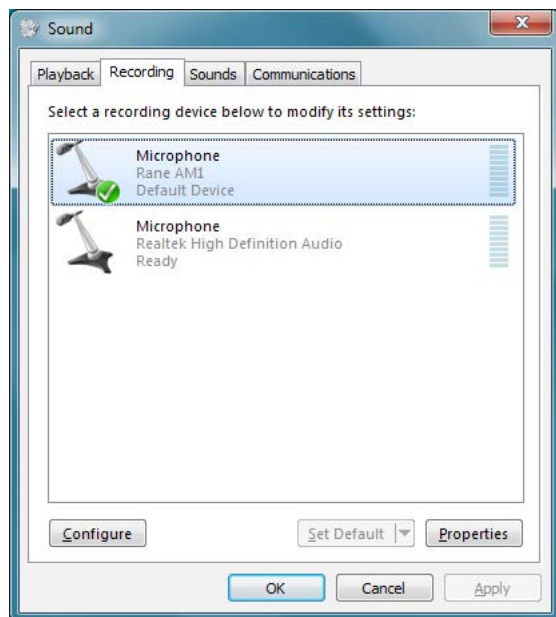 Sound
Playback Recording Sounds Communications
Select a recording device below to modify its settings:
Microphone
Rane AM1
Default Device
Microphone
Realtek High Definition Audio
Ready
Configure Set Default Properties
OK Cancel Apply